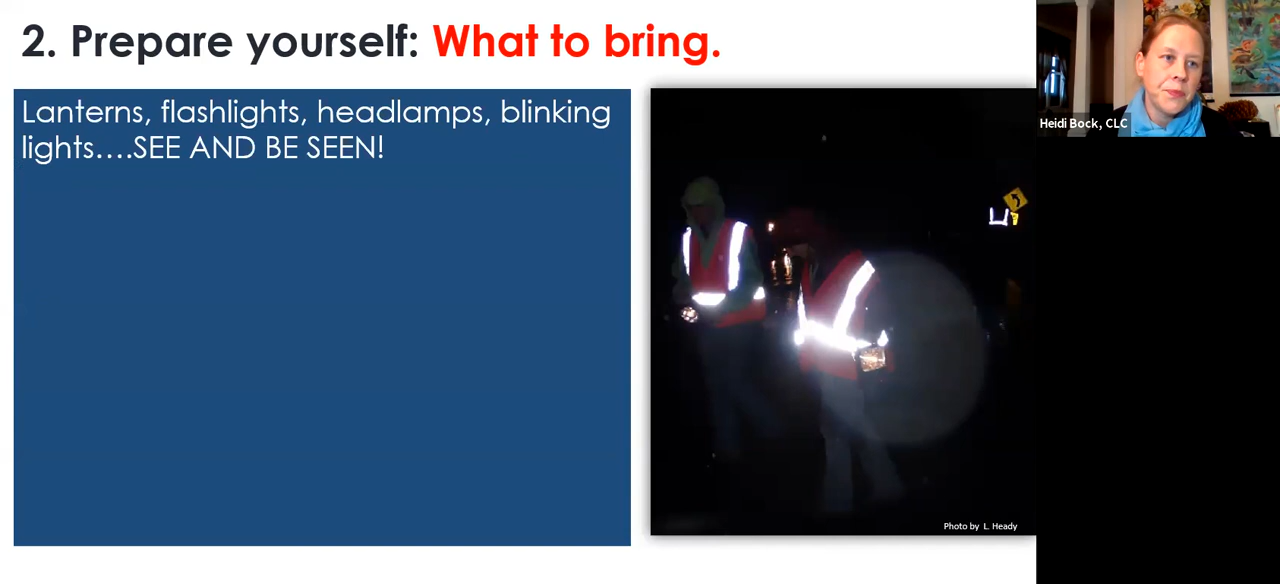 2. Prepare yourself: What to bring.
Lanterns, flashlights, headlamps, blinking
lights....SEE AND BE SEEN!
Heidi Bock, CLC
Photo by L. Heady